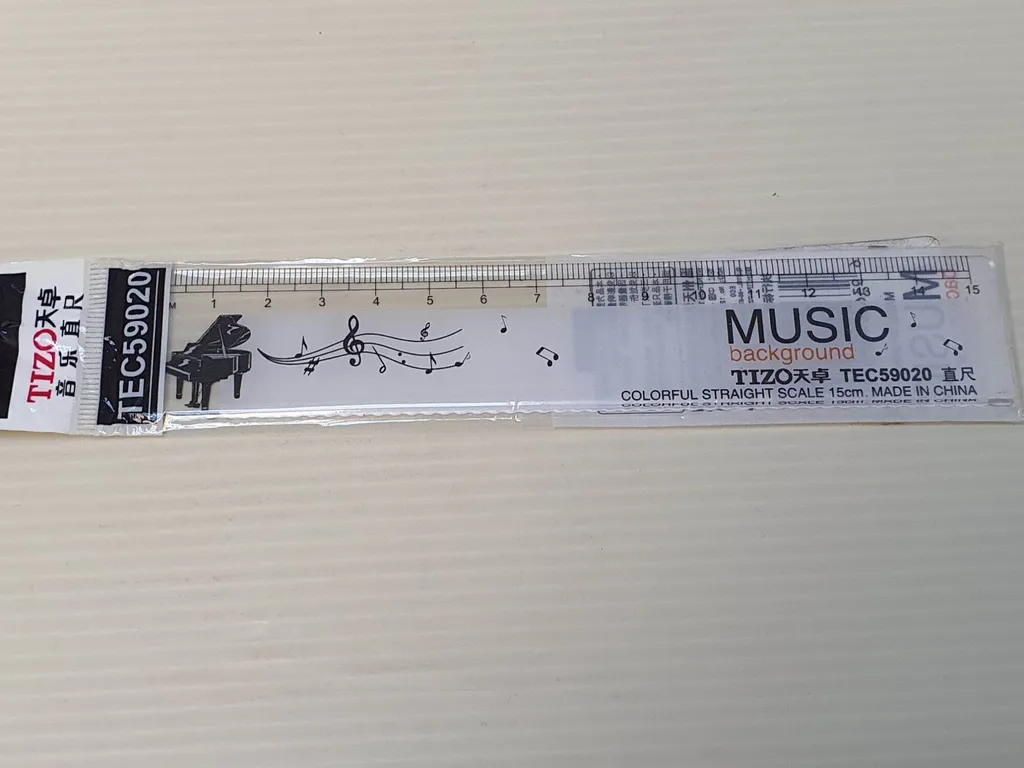 TIZO天卓
音乐直尺
TEC59020
1 2 3 4 5 6 7 8 9 12 13 14 15
MUSIC
background
TIZO天卓 TEC59020 直尺
COLORFUL STRAIGHT SCALE 15cm. MADE IN CHINA